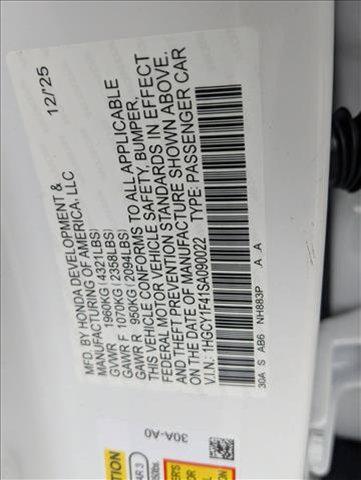 12/'25
MFD. BY HONDA DEVELOPMENT &
MANUFACTURING OF AMERICA, LLC
GVWR 1960KG (4321LBS)
GAWR F 1070KG (2358LBS)
GAWR R 950KG (2094LBS)
THIS VEHICLE CONFORMS TO ALL APPLICABLE
FEDERAL MOTOR VEHICLE SAFETY, BUMPER,
AND THEFT PREVENTION STANDARDS IN EFFECT
ON THE DATE OF MANUFACTURE SHOWN ABOVE.
V.I.N.: 1HGCY1F41SA090022 TYPE: PASSENGER CAR
30A S AB6 NH883P A A
30A-A0